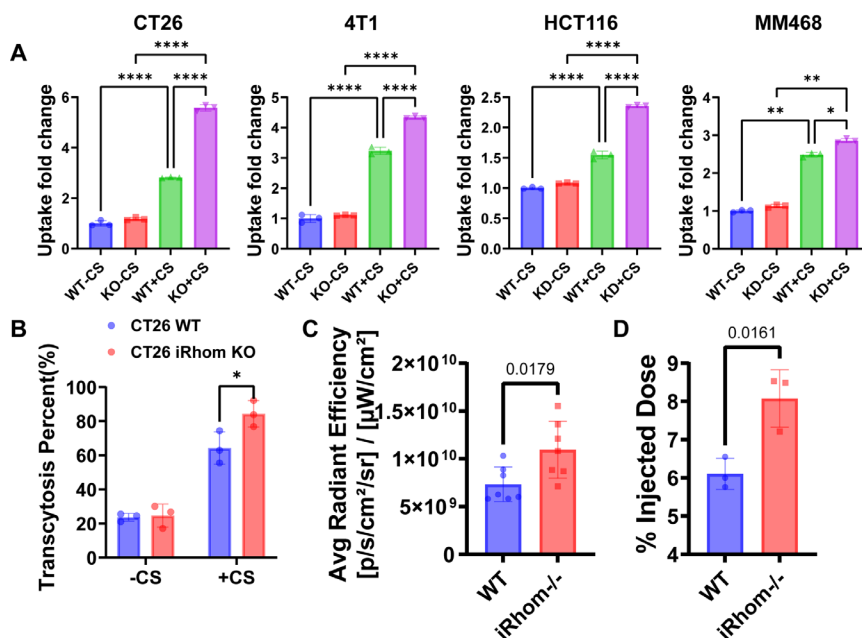 CT26
4T1
HCT116
MM468
A
Uptake fold change
6
4
2
0
****
****
****
WT-CS
KO-CS
WT+CS
KO+CS
Uptake fold change
5
4
3
2
1
0
****
****
****
WT-CS
KO-CS
WT+CS
KO+CS
Uptake fold change
2.5
2.0
1.5
1.0
0.5
0.0
****
****
****
WT-CS
KD-CS
WT+CS
KD+CS
Uptake fold change
4
3
2
1
0
**
**
*
WT-CS
KD-CS
WT+CS
KD+CS
B
CT26 WT
CT26 iRhom KO
Transcytosis Percent(%)
100
80
60
40
20
0
*
-CS
+CS
C
Avg Radiant Efficiency
[p/s/cm²/sr] / [µW/cm²]
2×10¹⁰
1.5×10¹⁰
1×10¹⁰
5×10⁹
0
0.0179
WT
iRhom-/-
D
% Injected Dose
9
8
7
6
5
4
0.0161
WT
iRhom-/-